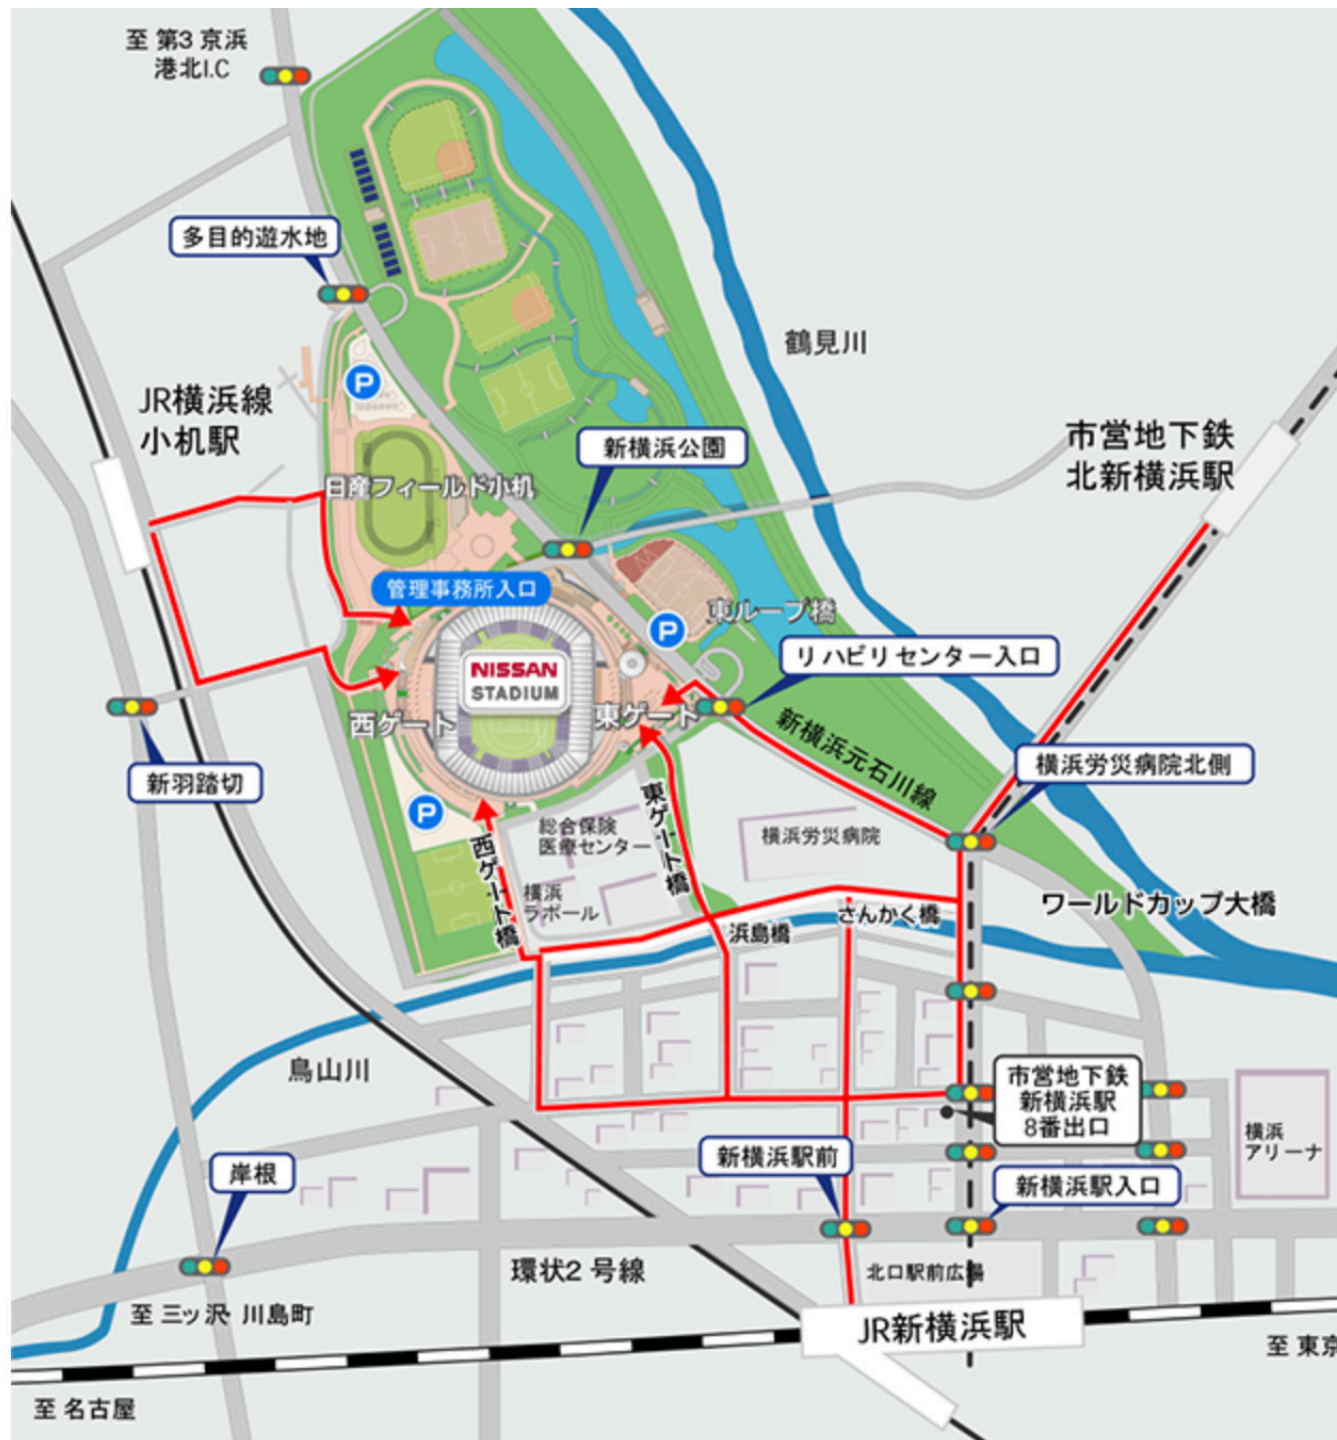 至 第3 京浜
港北I.C
多目的遊水地
鶴見川
JR横浜線
小机駅
市営地下鉄
北新横浜駅
新横浜公園
日産フィールド小机
管理事務所入口
東ループ橋
リハビリセンター入口
NISSAN
STADIUM
西ゲート
東ゲート
新横浜元石川線
新羽踏切
横浜労災病院北側
総合保険
医療センター
東ゲート橋
横浜労災病院
西ゲート橋
横浜
ラポール
さんかく橋
ワールドカップ大橋
浜島橋
鳥山川
市営地下鉄
新横浜駅
8番出口
横浜
アリーナ
新横浜駅前
岸根
新横浜駅入口
環状2 号線
北口駅前広場
至 三ッ沢・川島町
JR新横浜駅
至 東京
至 名古屋
P
P
P